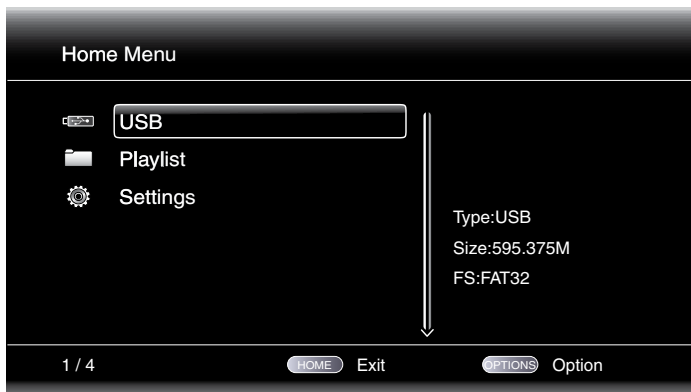 Home Menu
USB
Playlist
Settings
Type:USB
Size:595.375M
FS:FAT32
1 / 4
HOME Exit
OPTIONS Option